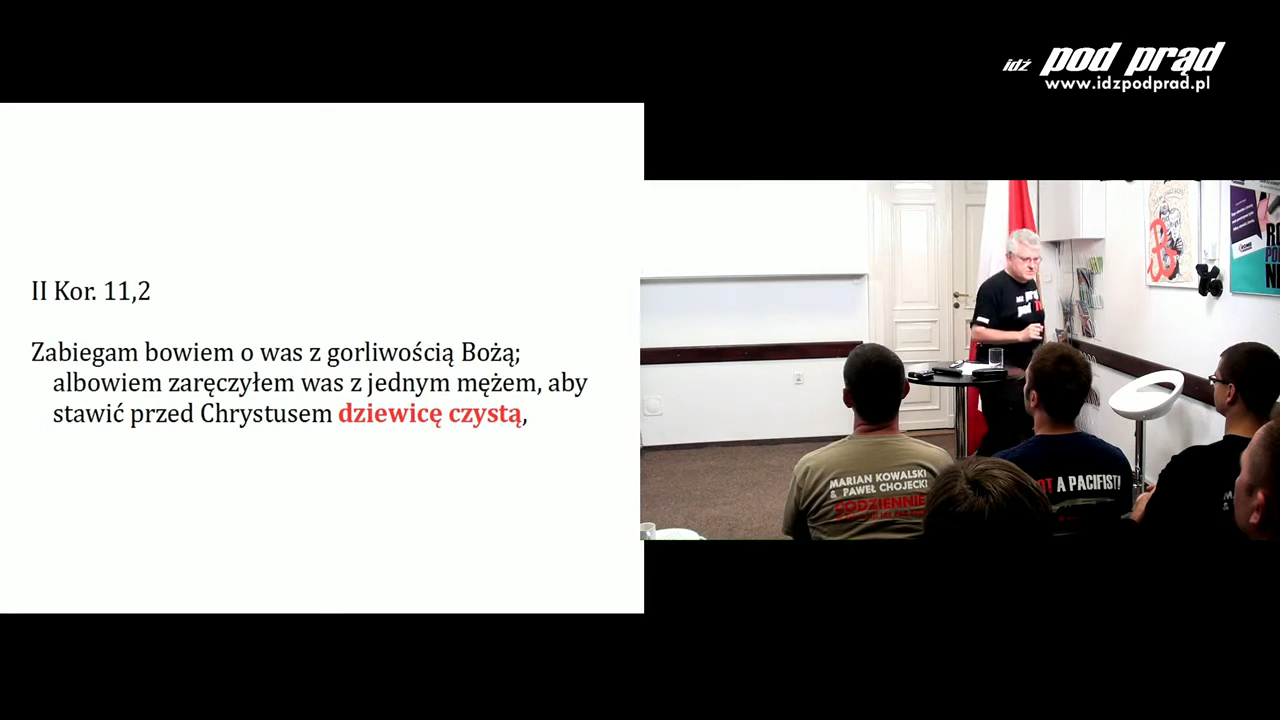 idź pod prąd
www.idzpodprad.pl
II Kor. 11,2
Zabiegam bowiem o was z gorliwością Bożą;
albowiem zaręczyłem was z jednym mężem, aby
stawić przed Chrystusem dziewicę czystą,
MARIAN KOWALSKI
& PAWEŁ CHOJECKI
CODZIENNIE
A PACIFIST!